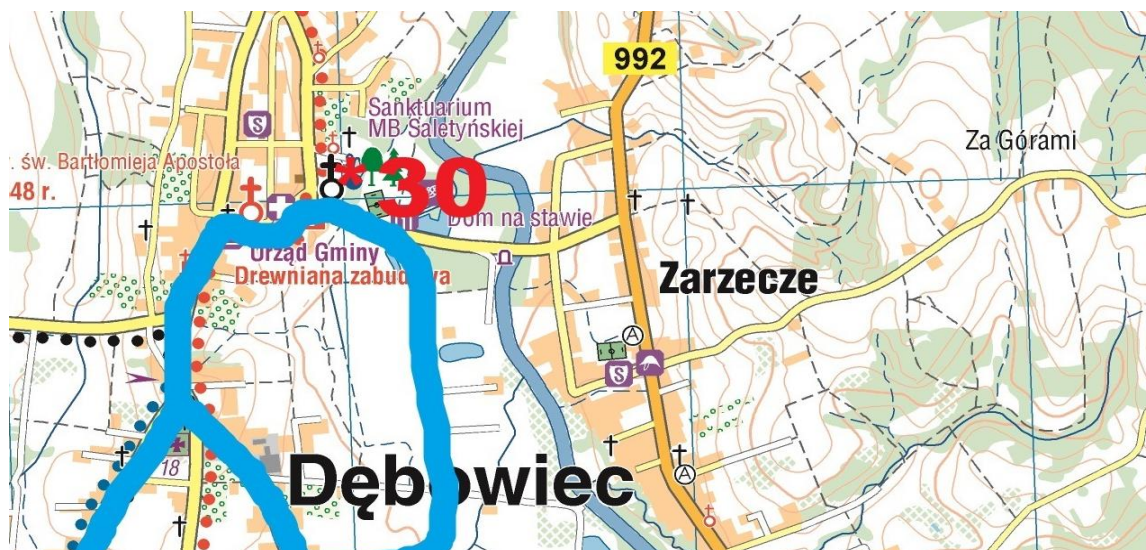 992
Sanktuarium
MB Saletyńskiej
Za Górami
. św. Bartłomieja Apostoła
48 r.
* 30
Dom na stawie
Urząd Gminy
Drewniana zabudowa
Zarzecze
S
A
S
18
Dębowiec
A